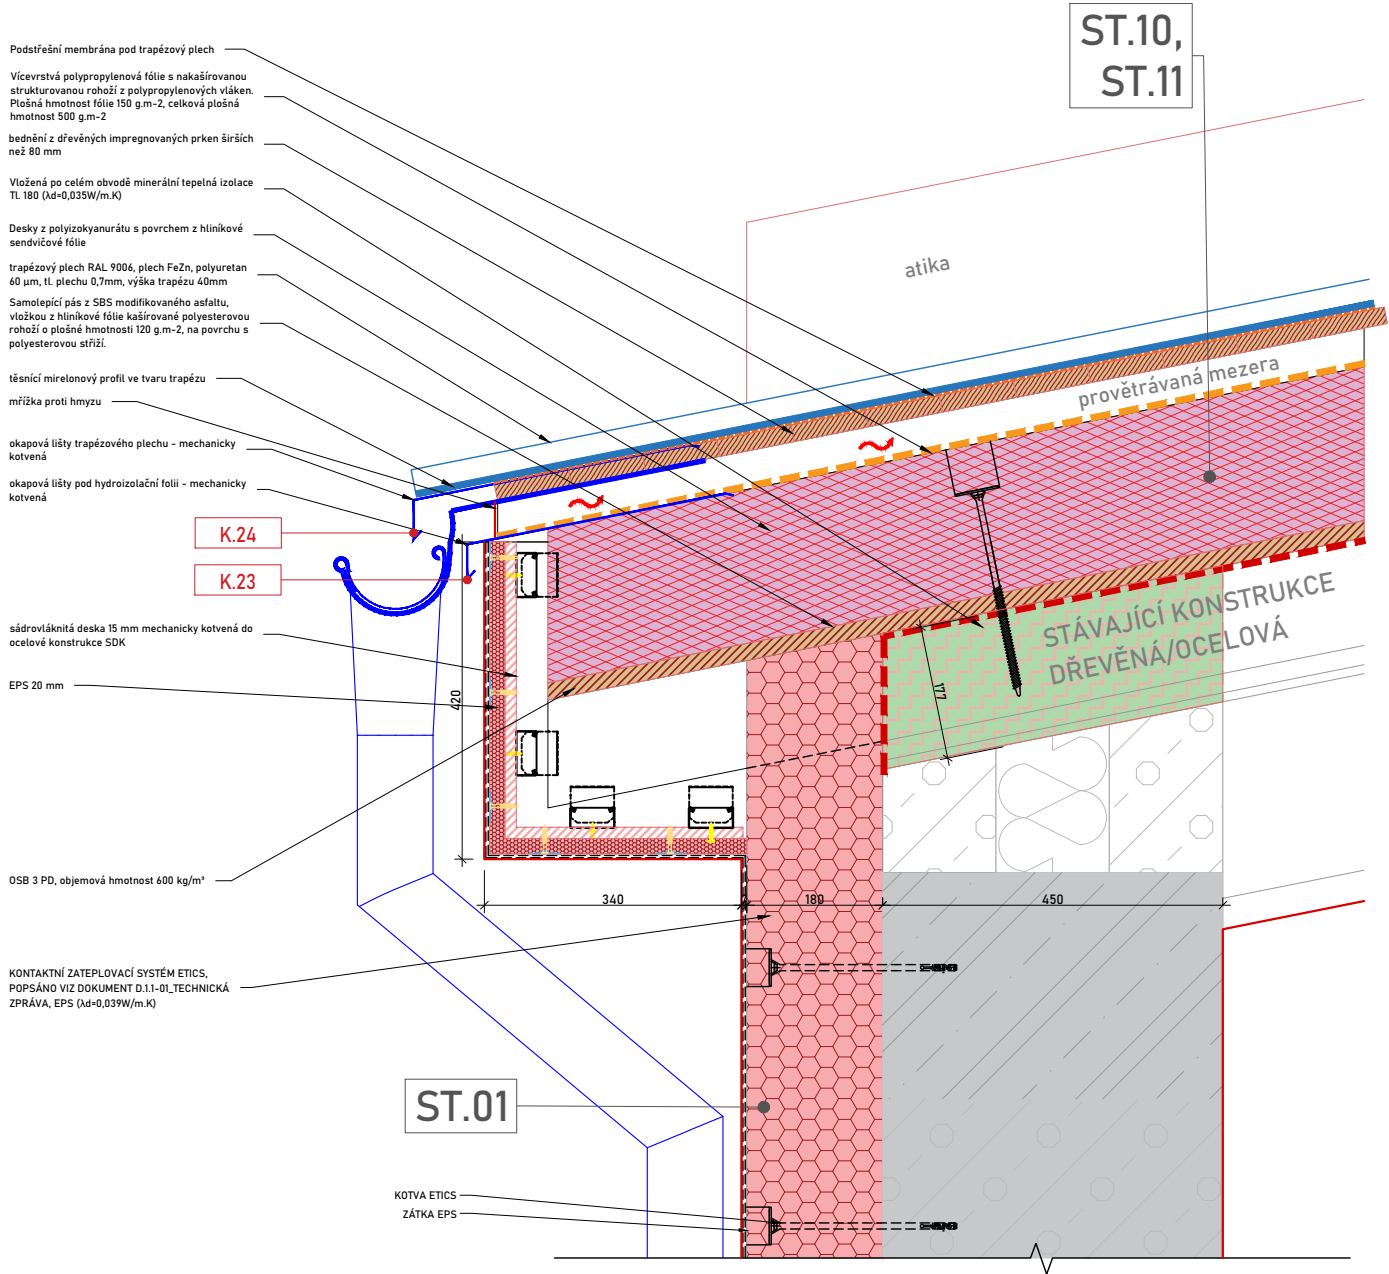 Podstřešní membrána pod trapézový plech
Vícevrstvá polypropylenová fólie s nakašírovanou
strukturovanou rohoží z polypropylenových vláken.
Plošná hmotnost fólie 150 g.m-2, celková plošná
hmotnost 500 g.m-2
bednění z dřevěných impregnovaných prken širších
než 80 mm
Vložená po celém obvodě minerální tepelná izolace
Tl. 180 (λd=0,035W/m.K)
Desky z polyizokyanurátu s povrchem z hliníkové
sendvičové fólie
trapézový plech RAL 9006, plech FeZn, polyuretan
60 μm, tl. plechu 0,7mm, výška trapézu 40mm
Samolepící pás z SBS modifikovaného asfaltu,
vložkou z hliníkové fólie kašírované polyesterovou
rohoží o plošné hmotnosti 120 g.m-2, na povrchu s
polyesterovou střiží.
těsnící mirelonový profil ve tvaru trapézu
mřížka proti hmyzu
okapová lišty trapézového plechu - mechanicky
kotvená
okapová lišty pod hydroizolační folii - mechanicky
kotvená
K.24
K.23
sádrovláknitá deska 15 mm mechanicky kotvená do
ocelové konstrukce SDK
EPS 20 mm
OSB 3 PD, objemová hmotnost 600 kg/m³
KONTAKTNÍ ZATEPLOVACÍ SYSTÉM ETICS,
POPSÁNO VIZ DOKUMENT D.1.1-01_TECHNICKÁ
ZPRÁVA, EPS (λd=0,039W/m.K)
ST.10,
ST.11
atika
provětrávaná mezera
STÁVAJÍCÍ KONSTRUKCE
DŘEVĚNÁ/OCELOVÁ
177
420
340
180
450
ST.01
KOTVA ETICS
ZÁTKA EPS